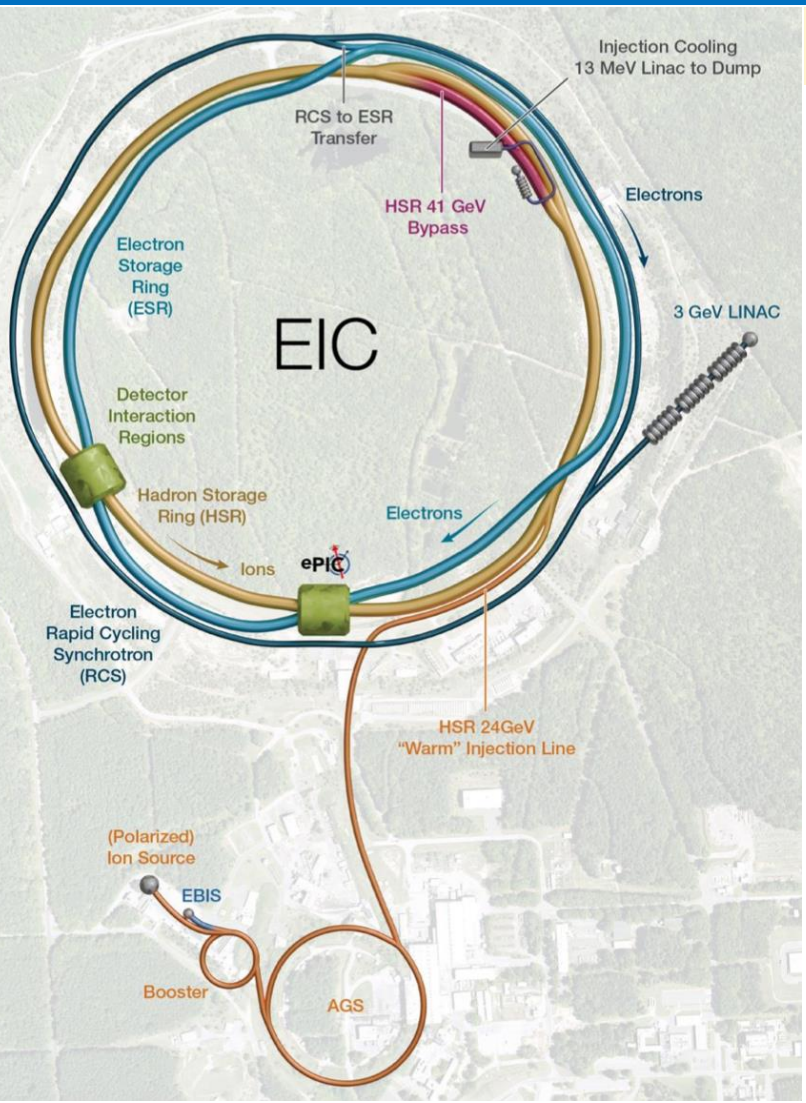 Injection Cooling
13 MeV Linac to Dump
RCS to ESR
Transfer
HSR 41 GeV
Bypass
Electrons
Electron
Storage
Ring
(ESR)
3 GeV LINAC
EIC
Detector
Interaction
Regions
Hadron Storage
Ring (HSR)
Electrons
Ions
ePIC
Electron
Rapid Cycling
Synchrotron
(RCS)
HSR 24GeV
“Warm” Injection Line
(Polarized)
Ion Source
EBIS
Booster
AGS